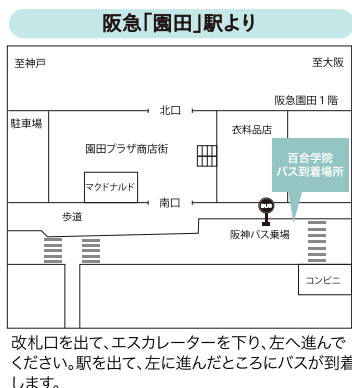 阪急「園田」駅より
至神戸
至大阪
阪急園田1階
北口
駐車場
衣料品店
園田プラザ商店街
百合学院
バス到着場所
マクドナルド
南口
BUS
歩道
阪神バス乗場
コンビニ
改札口を出て、エスカレーターを下り、左へ進んで
ください。駅を出て、左に進んだところにバスが到着
します。